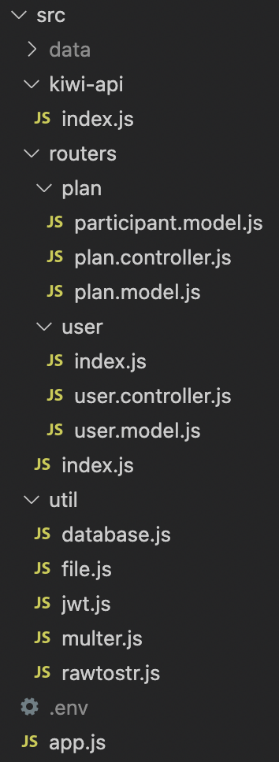 src
data
kiwi-api
JS index.js
routers
plan
JS participant.model.js
JS plan.controller.js
JS plan.model.js
user
JS index.js
JS user.controller.js
JS user.model.js
JS index.js
util
JS database.js
JS file.js
JS jwt.js
JS multer.js
JS rawtostr.js
.env
JS app.js